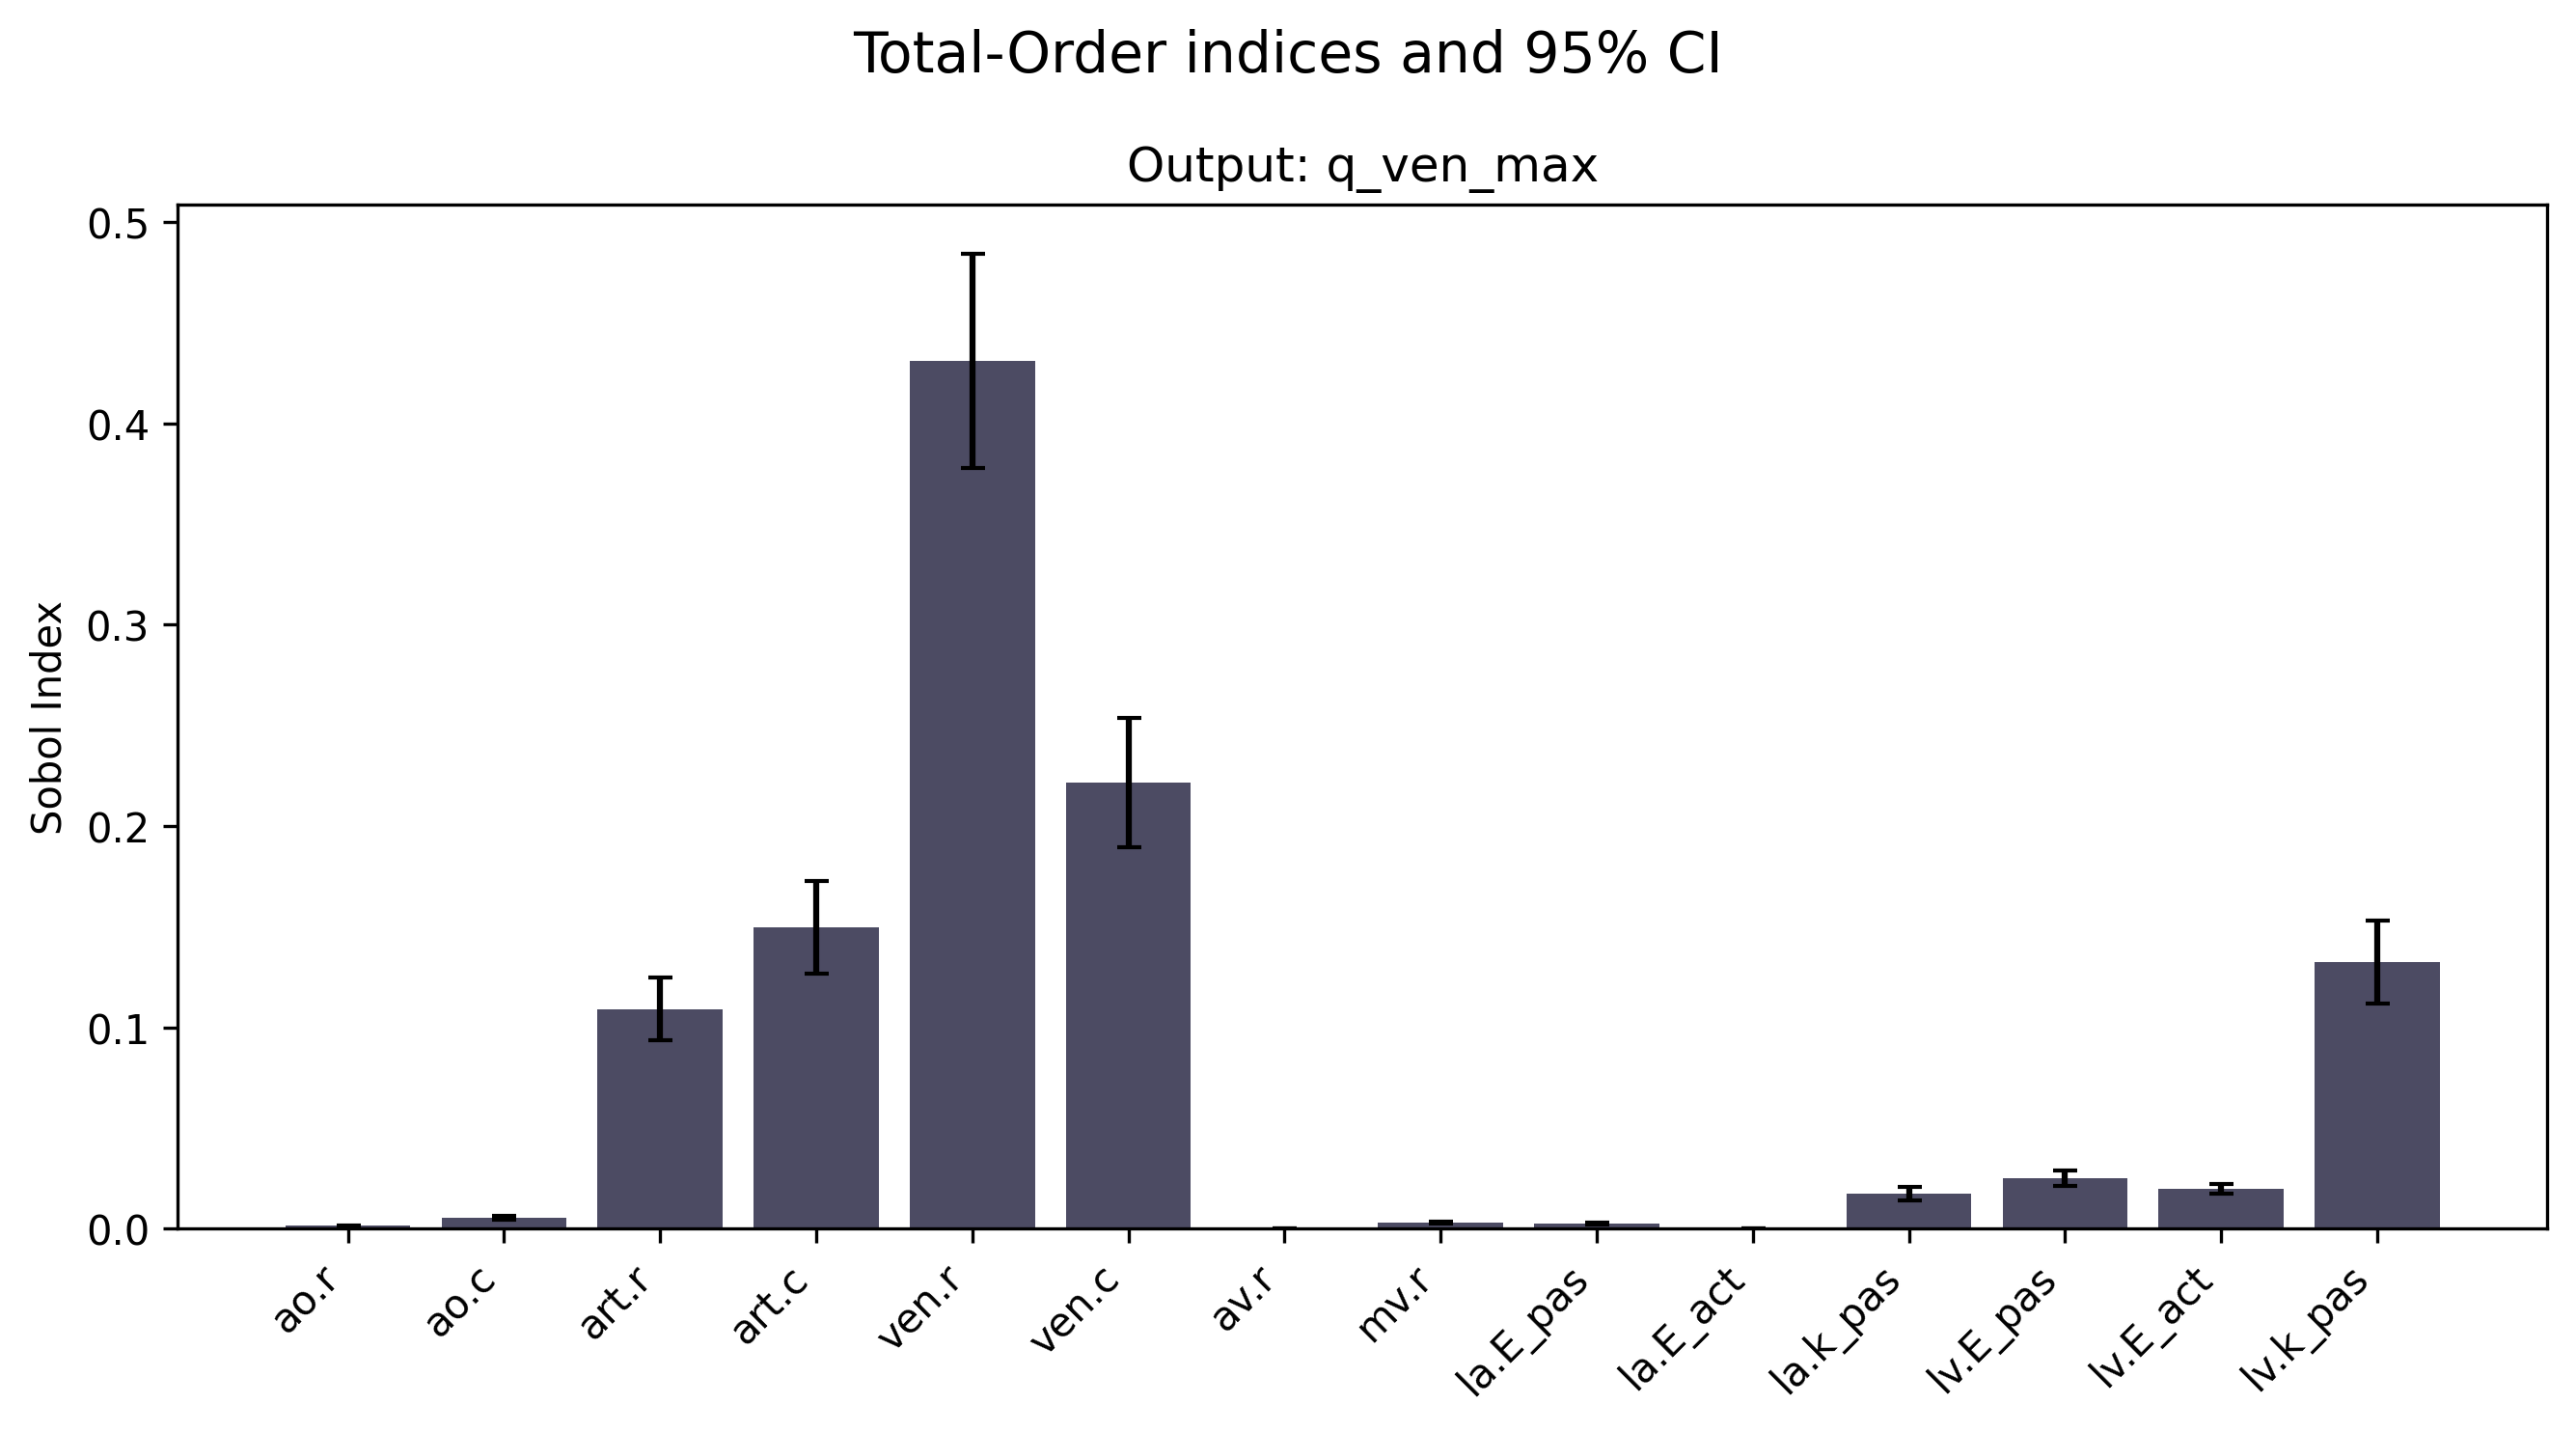 Total-Order indices and 95% CI
Output: q_ven_max
Sobol Index
0.5
0.4
0.3
0.2
0.1
0.0
ao.r
ao.c
art.r
art.c
ven.r
ven.c
av.r
mv.r
la.E_pas
la.E_act
la.k_pas
lv.E_pas
lv.E_act
lv.k_pas